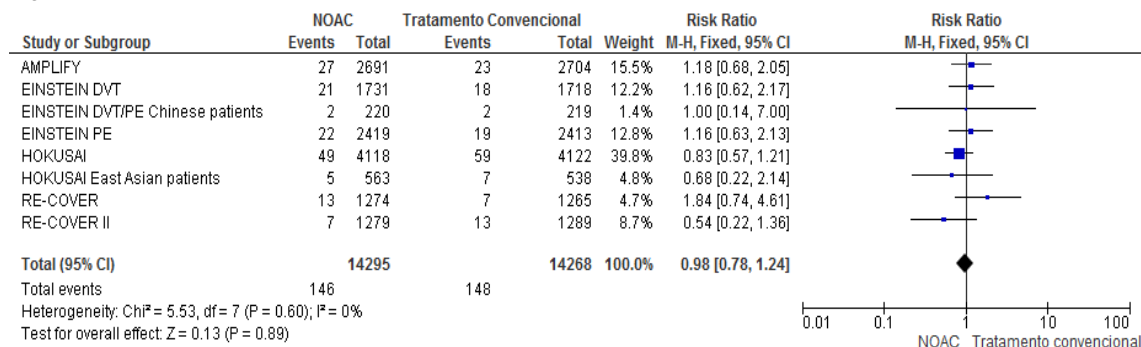 NOAC Tratamento Convencional Risk Ratio Risk Ratio
Study or Subgroup Events Total Events Total Weight M-H, Fixed, 95% CI M-H, Fixed, 95% CI
AMPLIFY 27 2691 23 2704 15.5% 1.18 [0.68, 2.05]
EINSTEIN DVT 21 1731 18 1718 12.2% 1.16 [0.62, 2.17]
EINSTEIN DVT/PE Chinese patients 2 220 2 219 1.4% 1.00 [0.14, 7.00]
EINSTEIN PE 22 2419 19 2413 12.8% 1.16 [0.63, 2.13]
HOKUSAI 49 4118 59 4122 39.8% 0.83 [0.57, 1.21]
HOKUSAI East Asian patients 5 563 7 538 4.8% 0.68 [0.22, 2.14]
RE-COVER 13 1274 7 1265 4.7% 1.84 [0.74, 4.61]
RE-COVER II 7 1279 13 1289 8.7% 0.54 [0.22, 1.36]
Total (95% CI) 14295 14268 100.0% 0.98 [0.78, 1.24]
Total events 146 148
Heterogeneity: Chi² = 5.53, df = 7 (P = 0.60); I² = 0%
Test for overall effect: Z = 0.13 (P = 0.89)
0.01 0.1 1 10 100
NOAC Tratamento convencional